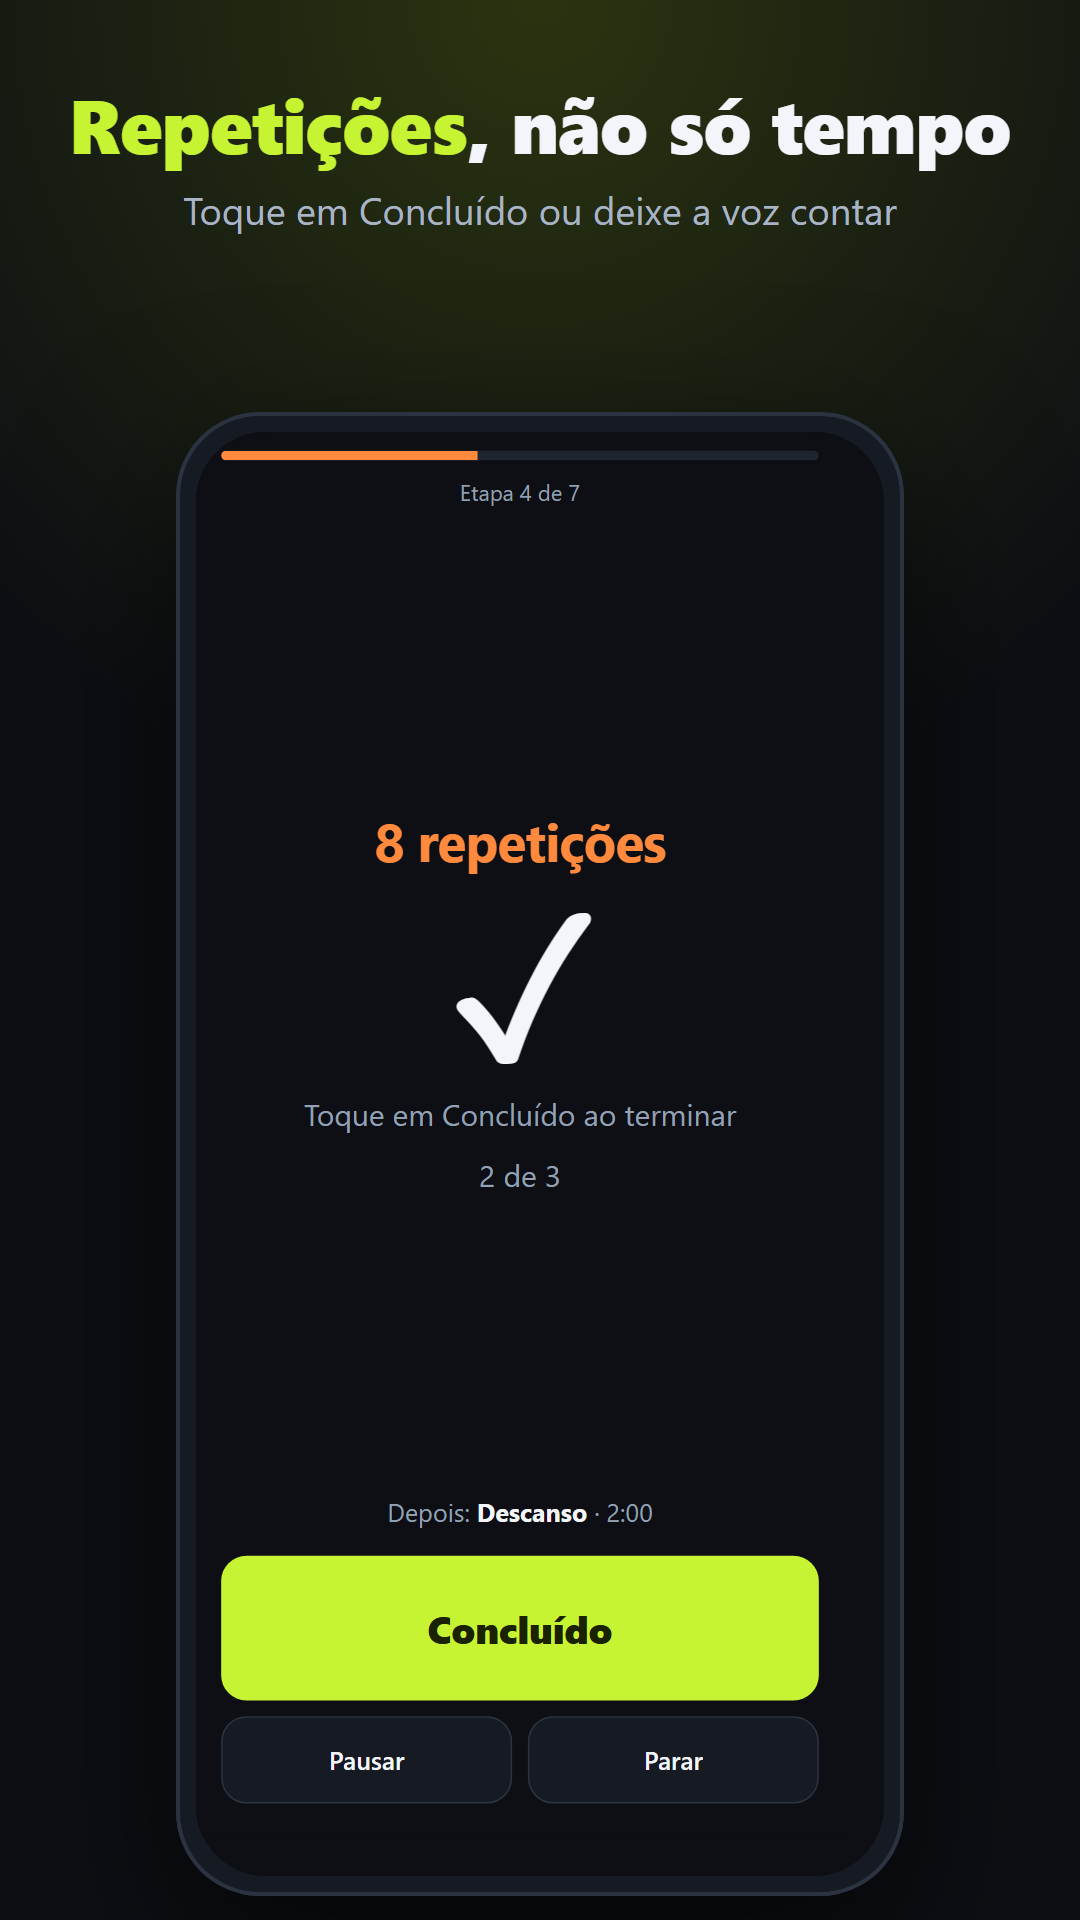 Repetições, não só tempo
Toque em Concluído ou deixe a voz contar
Etapa 4 de 7
8 repetições
Toque em Concluído ao terminar
2 de 3
Depois: Descanso · 2:00
Concluído
Pausar
Parar